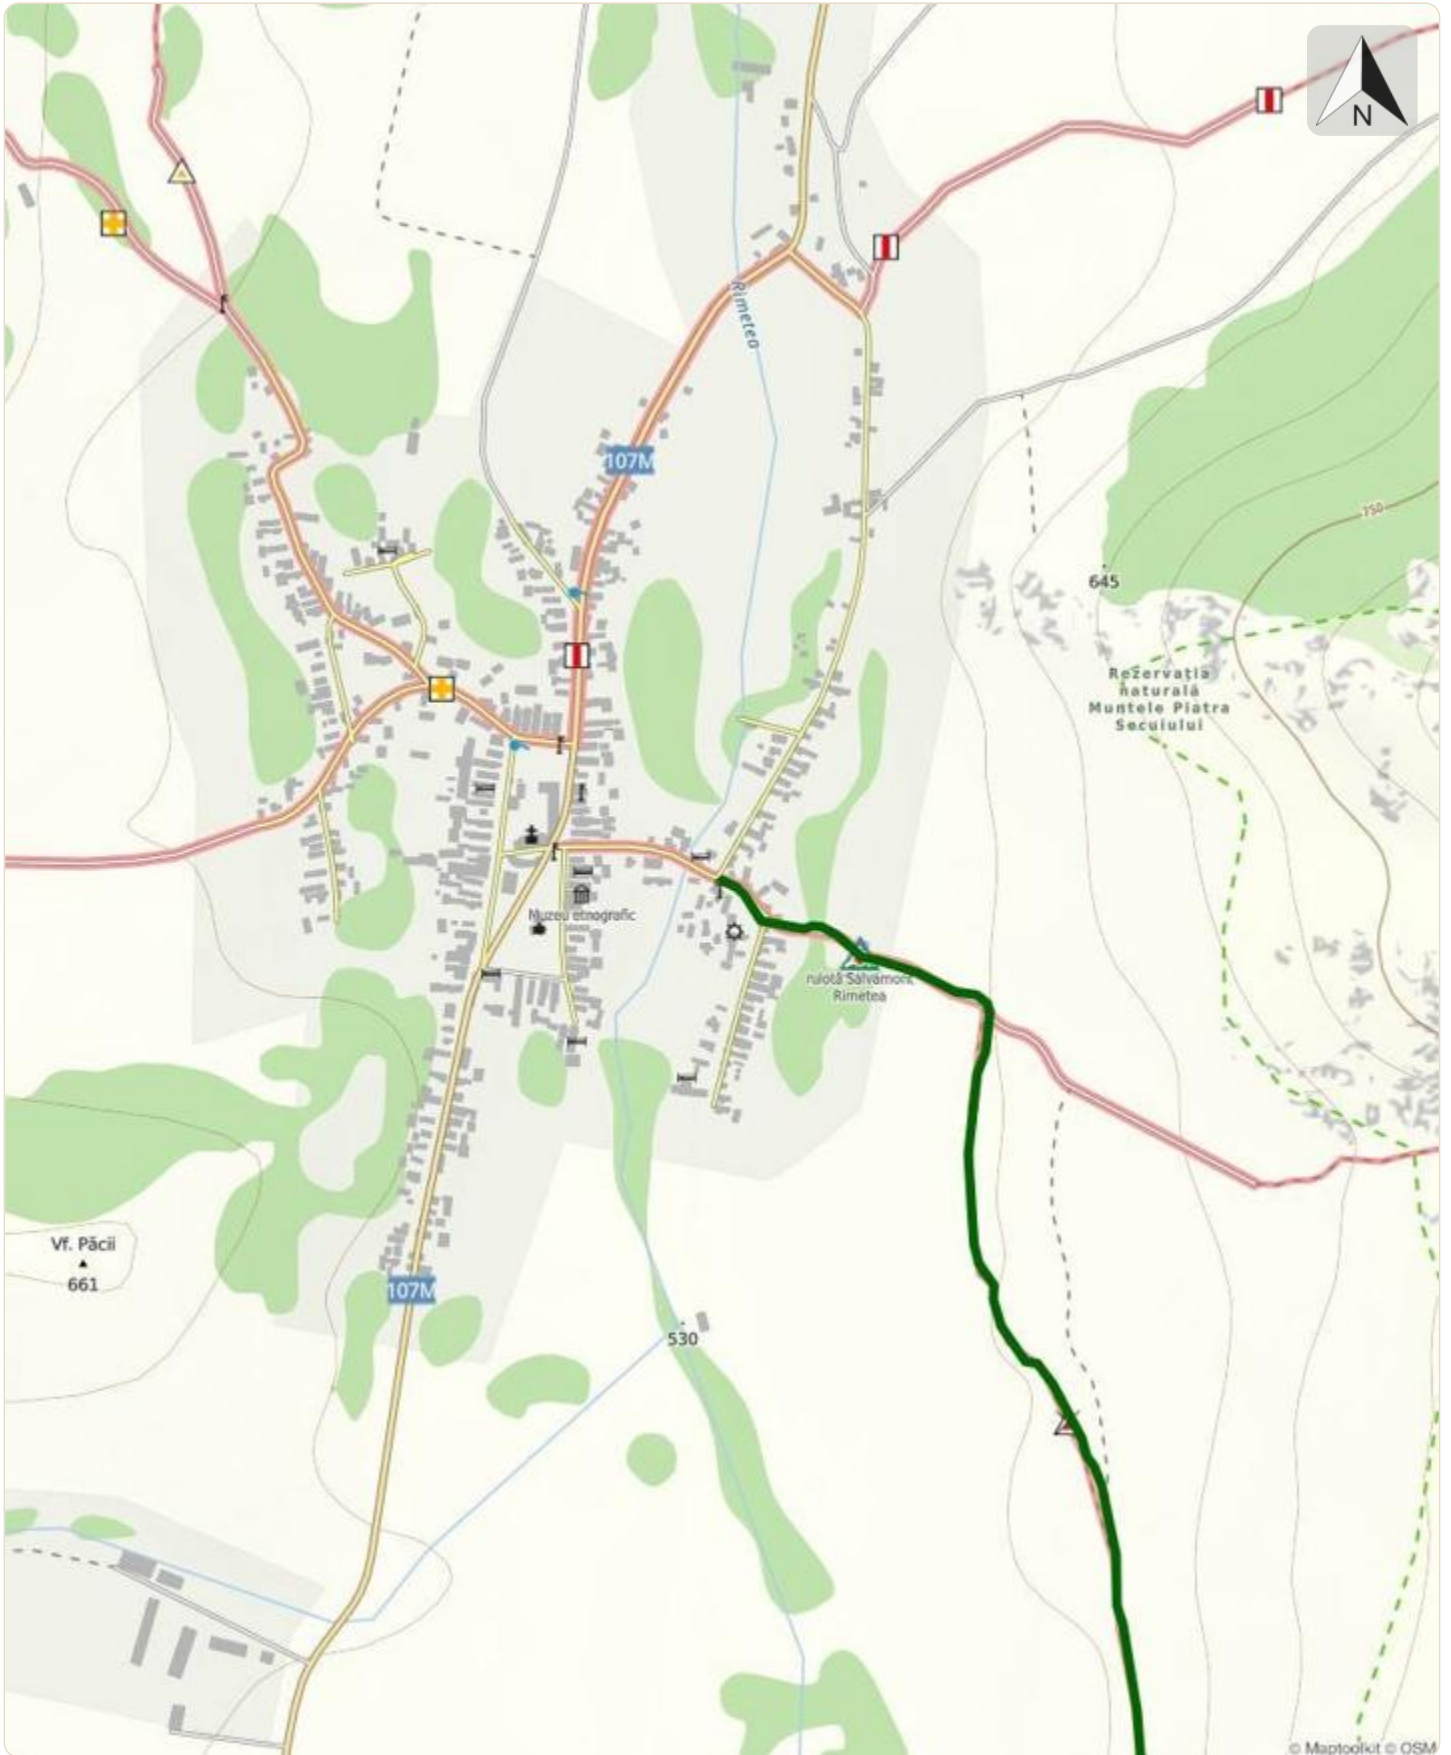 N
Rimetea
107M
750
645
Rezervația
naturală
Muntele Piatra
Secuiului
Muzeu etnografic
rulotă Salvamont
Rimetea
Vf. Păcii
661
107M
530
© Maptoolkit © OSM